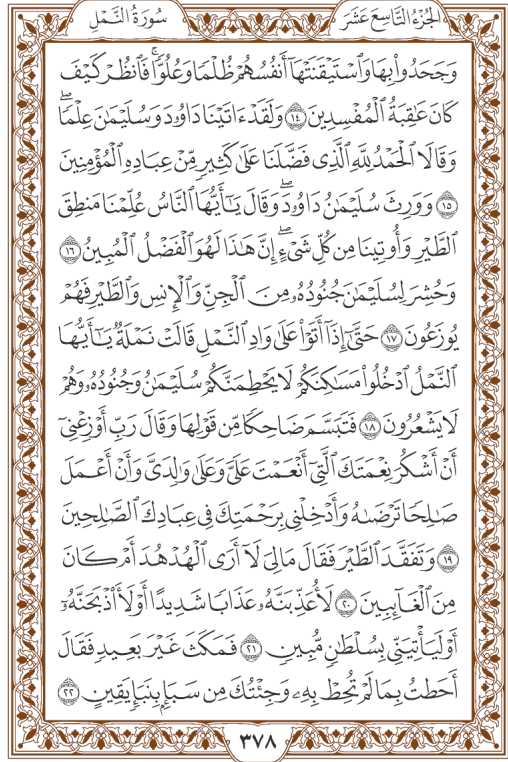 الجُزْءُ التَّاسِعَ عَشَرَ
سُورَةُ النَّمْلِ
وَجَحَدُواْ بِهَا وَٱسْتَيْقَنَتْهَآ أَنفُسُهُمْ ظُلْمًا وَعُلُوًّاۚ فَٱنظُرْ كَيْفَ
كَانَ عَٰقِبَةُ ٱلْمُفْسِدِينَ ١٤ وَلَقَدْ ءَاتَيْنَا دَاوُۥدَ وَسُلَيْمَٰنَ عِلْمًاۖ
وَقَالَا ٱلْحَمْدُ لِلَّهِ ٱلَّذِى فَضَّلَنَا عَلَىٰ كَثِيرٍ مِّنْ عِبَادِهِ ٱلْمُؤْمِنِينَ
١٥ وَوَرِثَ سُلَيْمَٰنُ دَاوُۥدَۖ وَقَالَ يَٰٓأَيُّهَا ٱلنَّاسُ عُلِّمْنَا مَنطِقَ
ٱلطَّيْرِ وَأُوتِينَا مِن كُلِّ شَىْءٍۖ إِنَّ هَٰذَا لَهُوَ ٱلْفَضْلُ ٱلْمُبِينُ ١٦
وَحُشِرَ لِسُلَيْمَٰنَ جُنُودُهُۥ مِنَ ٱلْجِنِّ وَٱلْإِنسِ وَٱلطَّيْرِ فَهُمْ
يُوزَعُونَ ١٧ حَتَّىٰٓ إِذَآ أَتَوْاْ عَلَىٰ وَادِ ٱلنَّمْلِ قَالَتْ نَمْلَةٌ يَٰٓأَيُّهَا
ٱلنَّمْلُ ٱدْخُلُواْ مَسَٰكِنَكُمْ لَا يَحْطِمَنَّكُمْ سُلَيْمَٰنُ وَجُنُودُهُۥ وَهُمْ
لَا يَشْعُرُونَ ١٨ فَتَبَسَّمَ ضَاحِكًا مِّن قَوْلِهَا وَقَالَ رَبِّ أَوْزِعْنِىٓ
أَنْ أَشْكُرَ نِعْمَتَكَ ٱلَّتِىٓ أَنْعَمْتَ عَلَىَّ وَعَلَىٰ وَٰلِدَىَّ وَأَنْ أَعْمَلَ
صَٰلِحًا تَرْضَىٰهُ وَأَدْخِلْنِى بِرَحْمَتِكَ فِى عِبَادِكَ ٱلصَّٰلِحِينَ
١٩ وَتَفَقَّدَ ٱلطَّيْرَ فَقَالَ مَالِىَ لَآ أَرَى ٱلْهُدْهُدَ أَمْ كَانَ
مِنَ ٱلْغَآئِبِينَ ٢٠ لَأُعَذِّبَنَّهُۥ عَذَابًا شَدِيدًا أَوْ لَأَاْذْبَحَنَّهُۥٓ
أَوْ لَيَأْتِيَنِّى بِسُلْطَٰنٍ مُّبِينٍ ٢١ فَمَكَثَ غَيْرَ بَعِيدٍ فَقَالَ
أَحَطتُ بِمَا لَمْ تُحِطْ بِهِۦ وَجِئْتُكَ مِن سَبَإٍۭ بِنَبَإٍ يَقِينٍ ٢٢
٣٧٨